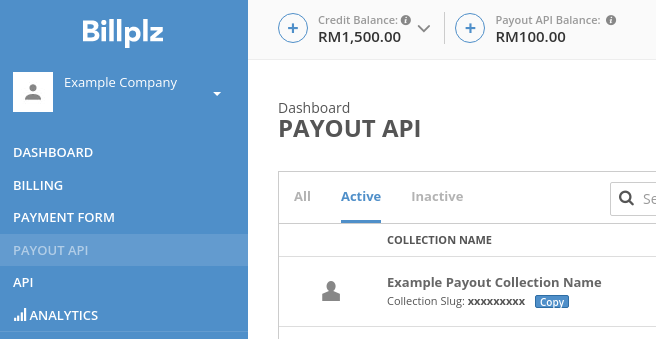 Billplz
Example Company
DASHBOARD
BILLING
PAYMENT FORM
PAYOUT API
API
ANALYTICS
Credit Balance:
RM1,500.00
Payout API Balance:
RM100.00
Dashboard
PAYOUT API
All Active Inactive
Se
COLLECTION NAME
Example Payout Collection Name
Collection Slug: xxxxxxxxx Copy